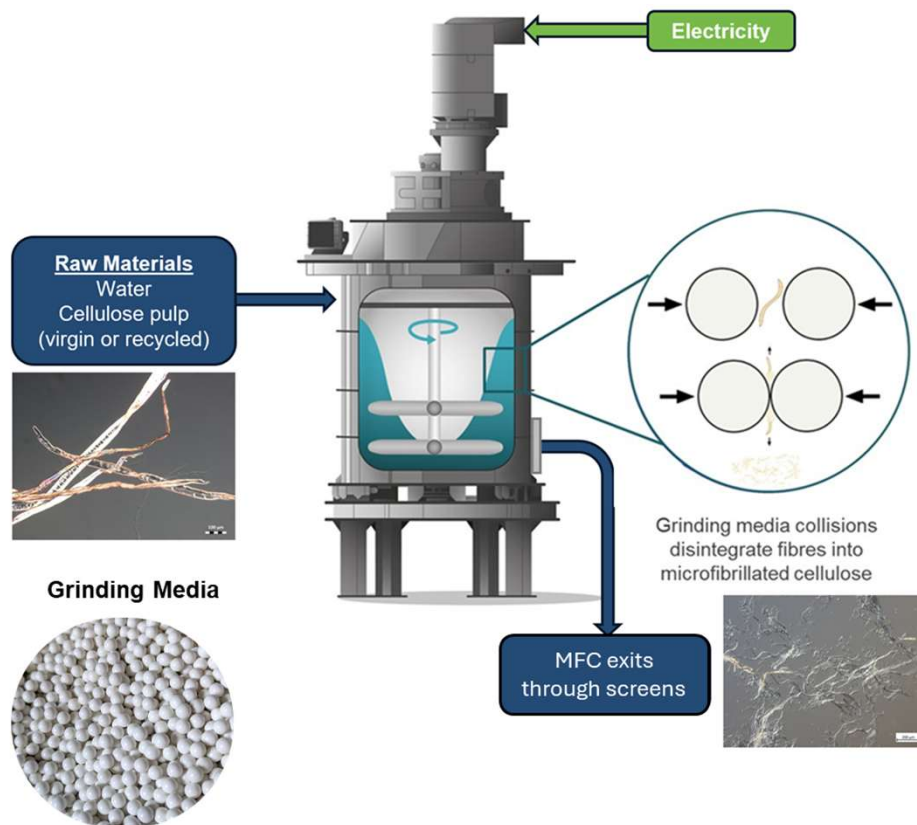 Electricity
Raw Materials
Water
Cellulose pulp
(virgin or recycled)
Grinding media collisions
disintegrate fibres into
microfibrillated cellulose
Grinding Media
MFC exits
through screens